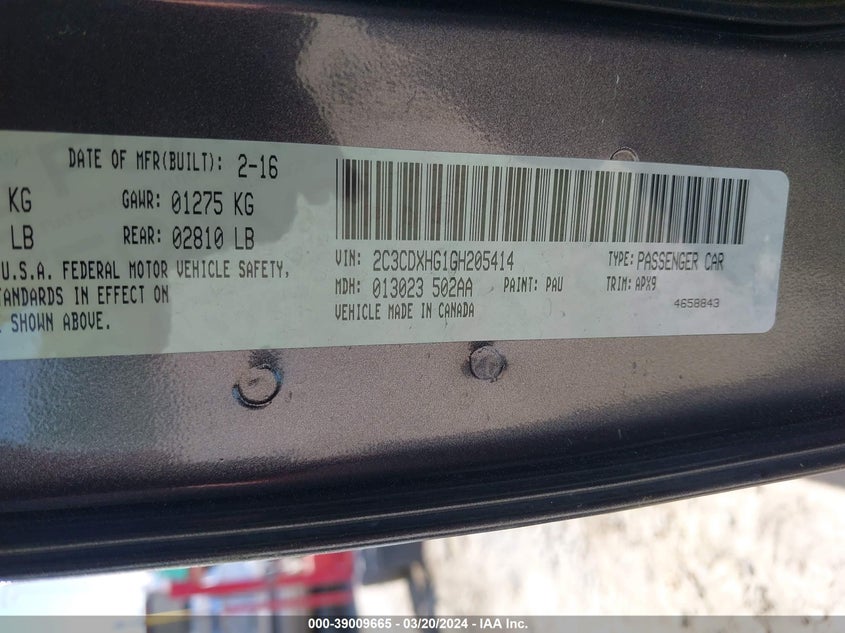 DATE OF MFR(BUILT): 2-16
KG GAWR: 01275 KG
LB REAR: 02810 LB
U.S.A. FEDERAL MOTOR VEHICLE SAFETY,
STANDARDS IN EFFECT ON
SHOWN ABOVE.
VIN: 2C3CDXHG1GH205414 TYPE: PASSENGER CAR
MDH: 013023 502AA PAINT: PAU TRIM: APX9
VEHICLE MADE IN CANADA 4658843
000-39009665 - 03/20/2024 - IAA Inc.